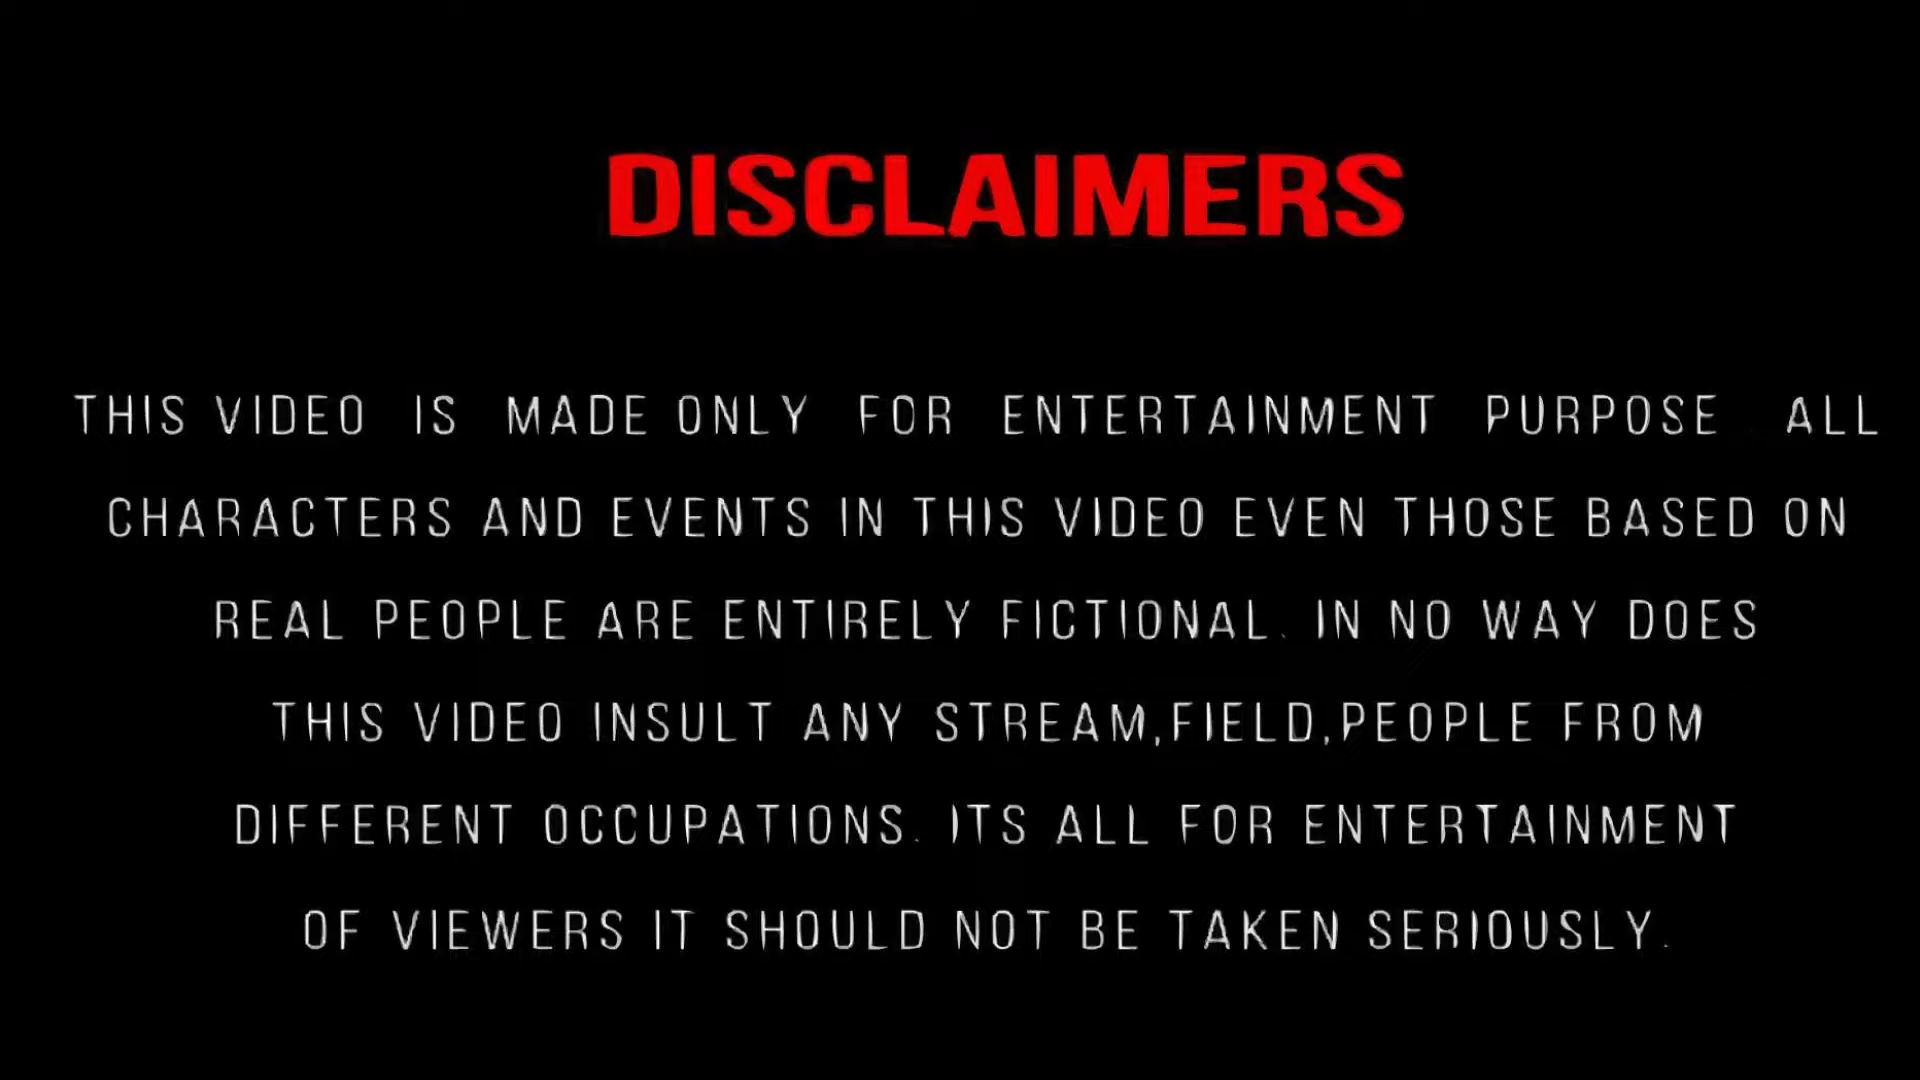 DISCLAIMERS
THIS VIDEO IS MADE ONLY FOR ENTERTAINMENT PURPOSE . ALL
CHARACTERS AND EVENTS IN THIS VIDEO EVEN THOSE BASED ON
REAL PEOPLE ARE ENTIRELY FICTIONAL. IN NO WAY DOES
THIS VIDEO INSULT ANY STREAM,FIELD,PEOPLE FROM
DIFFERENT OCCUPATIONS. ITS ALL FOR ENTERTAINMENT
OF VIEWERS IT SHOULD NOT BE TAKEN SERIOUSLY.